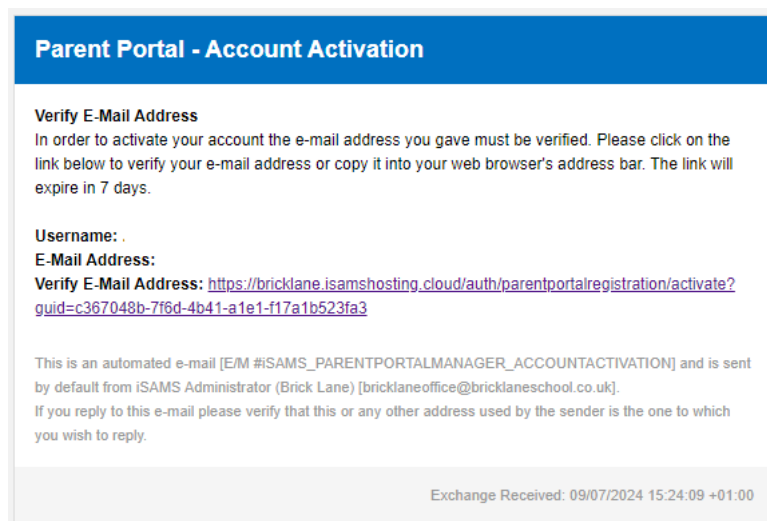 Parent Portal - Account Activation
Verify E-Mail Address
In order to activate your account the e-mail address you gave must be verified. Please click on the
link below to verify your e-mail address or copy it into your web browser's address bar. The link will
expire in 7 days.
Username: .
E-Mail Address:
Verify E-Mail Address: https://bricklane.isamshosting.cloud/auth/parentportalregistration/activate?
guid=c367048b-7f6d-4b41-a1e1-f17a1b523fa3
This is an automated e-mail [E/M #iSAMS_PARENTPORTALMANAGER_ACCOUNTACTIVATION] and is sent
by default from iSAMS Administrator (Brick Lane) [bricklaneoffice@bricklaneschool.co.uk].
If you reply to this e-mail please verify that this or any other address used by the sender is the one to which
you wish to reply.
Exchange Received: 09/07/2024 15:24:09 +01:00